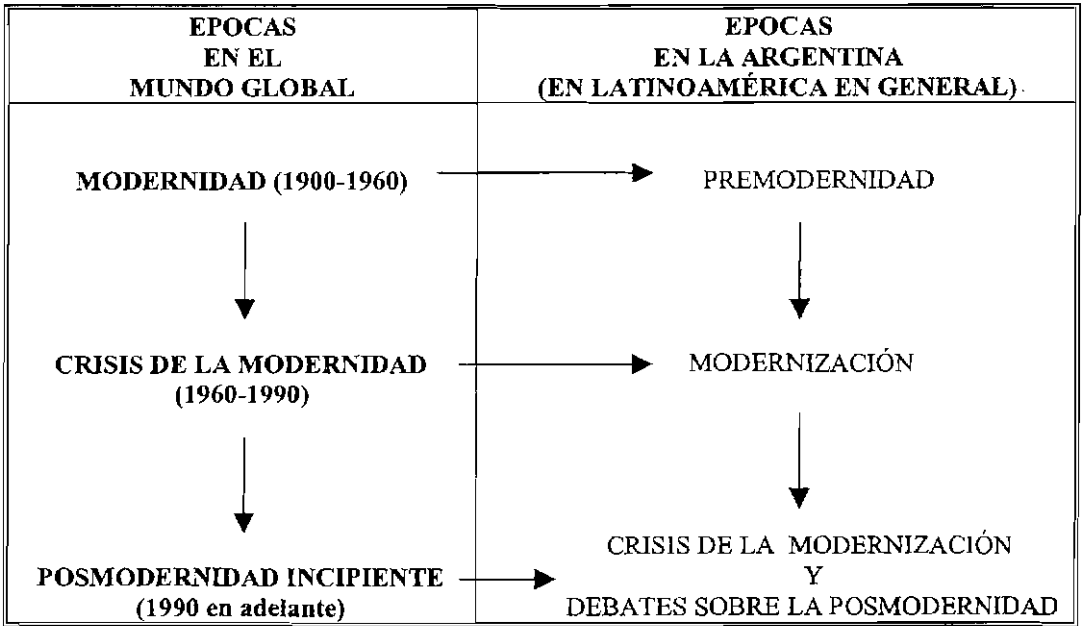 EPOCAS
EN EL
MUNDO GLOBAL
EPOCAS
EN LA ARGENTINA
(EN LATINOAMÉRICA EN GENERAL)
MODERNIDAD (1900-1960)
PREMODERNIDAD
CRISIS DE LA MODERNIDAD
(1960-1990)
MODERNIZACIÓN
POSMODERNIDAD INCIPIENTE
(1990 en adelante)
CRISIS DE LA MODERNIZACIÓN
Y
DEBATES SOBRE LA POSMODERNIDAD